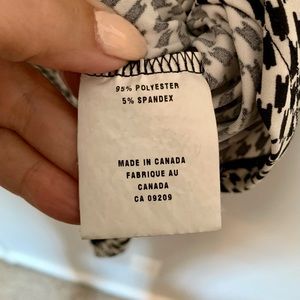 95% POLYESTER
5% SPANDEX
MADE IN CANADA
FABRIQUE AU
CANADA
CA 09209